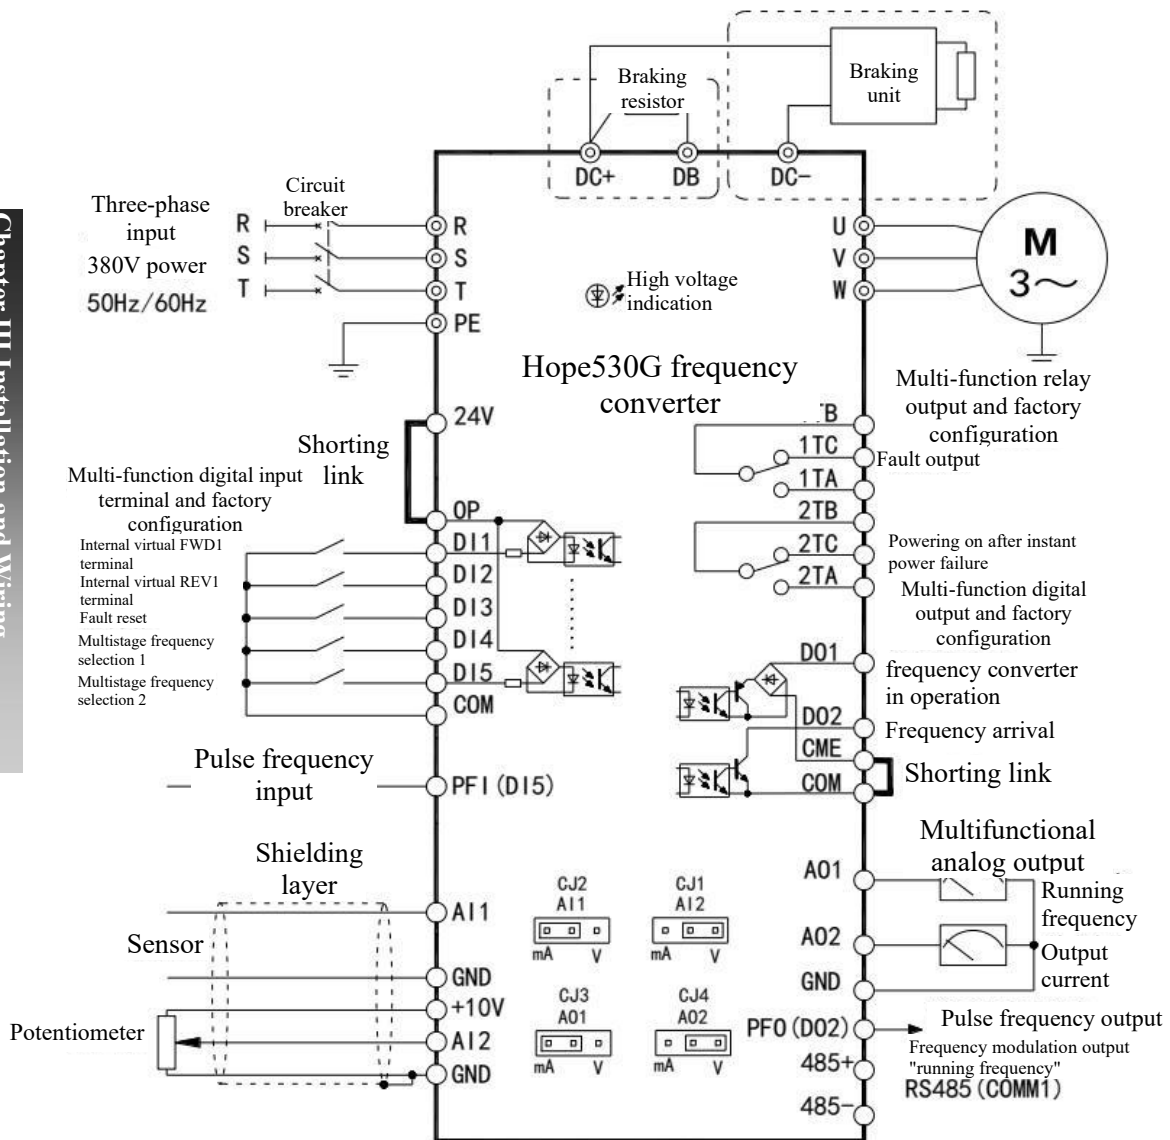 Chapter III Installation and Wiring
Braking
resistor
Braking
unit
DC+
DB
DC-
Three-phase
input
380V power
50Hz/60Hz
Circuit
breaker
R
S
T
R
S
T
PE
U
V
W
M
3～
High voltage
indication
Hope530G frequency
converter
Multi-function relay
output and factory
configuration
24V
Shorting
link
Multi-function digital input
terminal and factory
configuration
OP
Internal virtual FWD1
terminal
Internal virtual REV1
terminal
Fault reset
Multistage frequency
selection 1
Multistage frequency
selection 2
DI1
DI2
DI3
DI4
DI5
COM
TB
1TC
1TA
2TB
2TC
2TA
Fault output
Powering on after instant
power failure
Multi-function digital
output and factory
configuration
DO1
frequency converter
in operation
DO2
Frequency arrival
CME
COM
Shorting link
Pulse frequency
input
PFI(DI5)
Shielding
layer
Sensor
AI1
GND
+10V
Potentiometer
AI2
GND
CJ2
AI1
mA V
CJ1
AI2
mA V
CJ3
AO1
mA V
CJ4
AO2
mA V
Multifunctional
analog output
AO1
Running
frequency
AO2
Output
current
GND
PFO(DO2)
Pulse frequency output
Frequency modulation output
"running frequency"
485+
RS485(COMM1)
485-